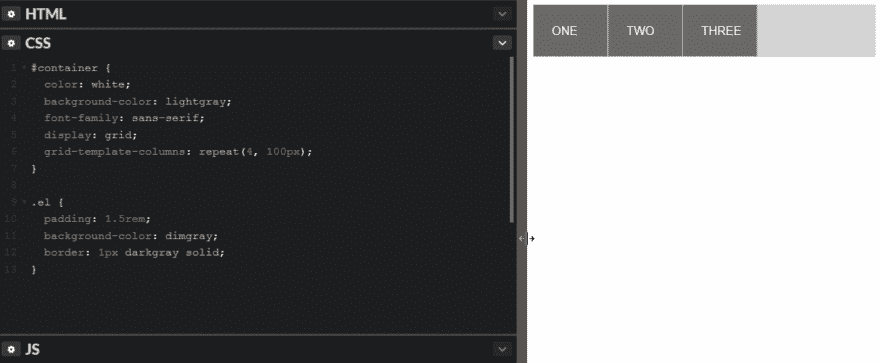 HTML
CSS
1 #container {
2 color: white;
3 background-color: lightgray;
4 font-family: sans-serif;
5 display: grid;
6 grid-template-columns: repeat(4, 100px);
7 }
8
9 .el {
10 padding: 1.5rem;
11 background-color: dimgray;
12 border: 1px darkgray solid;
13 }
JS
ONE TWO THREE